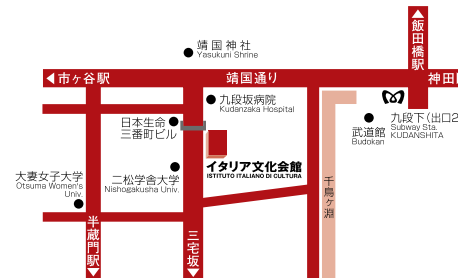 飯田橋駅
靖国神社
Yasukuni Shrine
市ヶ谷駅
靖国通り
神田
九段坂病院
Kudanzaka Hospital
九段下(出口2
Subway Sta.
KUDANSHITA
武道館
Budokan
日本生命
三番町ビル
イタリア文化会館
ISTITUTO ITALIANO DI CULTURA
大妻女子大学
Otsuma Women's
Univ.
二松学舎大学
Nishogakusha Univ.
千鳥ヶ淵
半蔵門駅
三宅坂